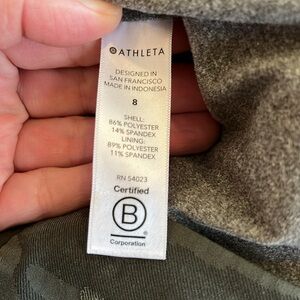 ATHLETA
DESIGNED IN
SAN FRANCISCO
MADE IN INDONESIA
8
SHELL:
86% POLYESTER
14% SPANDEX
LINING:
89% POLYESTER
11% SPANDEX
RN 54023
Certified
B
Corporation